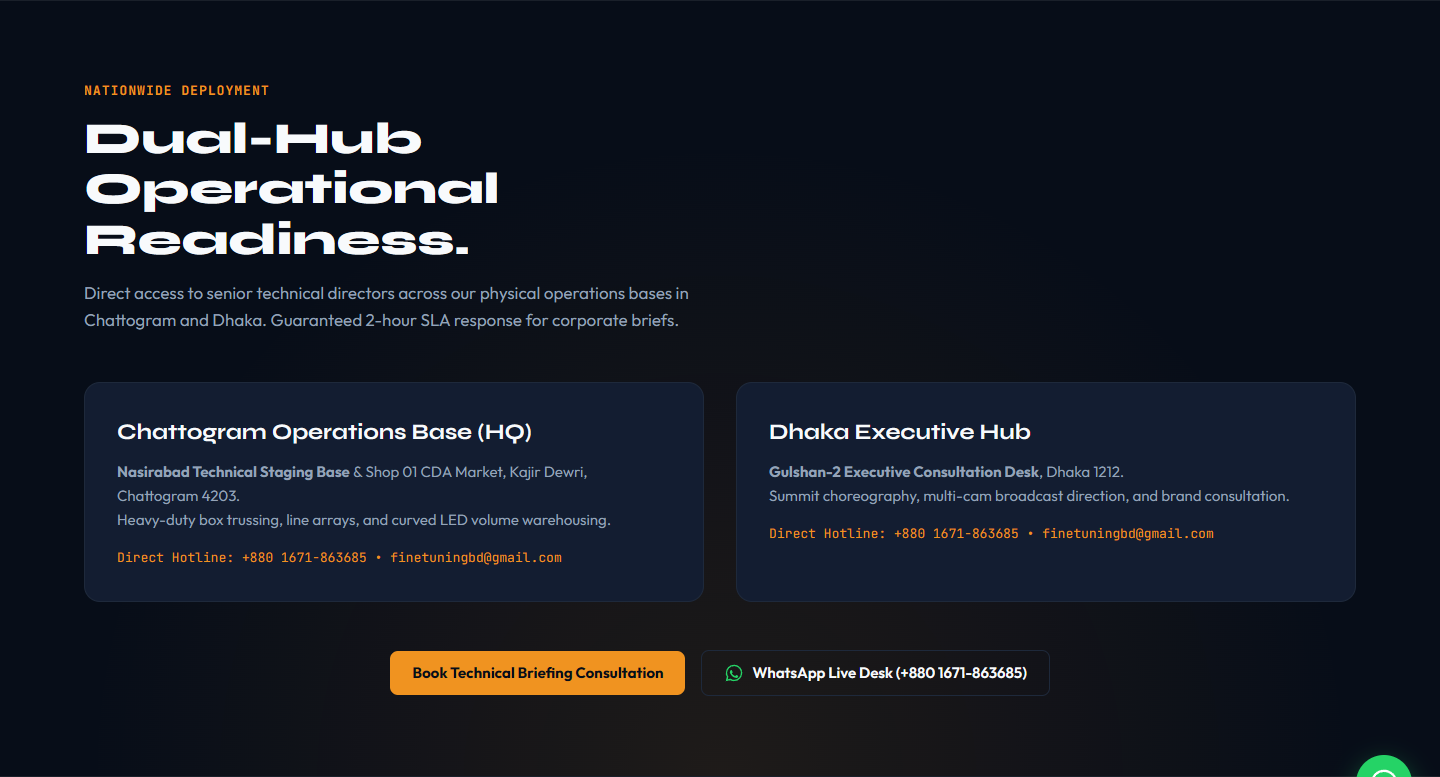 NATIONWIDE DEPLOYMENT
Dual-Hub
Operational
Readiness.
Direct access to senior technical directors across our physical operations bases in
Chattogram and Dhaka. Guaranteed 2-hour SLA response for corporate briefs.
Chattogram Operations Base (HQ)
Nasirabad Technical Staging Base & Shop 01 CDA Market, Kajir Dewri,
Chattogram 4203.
Heavy-duty box trussing, line arrays, and curved LED volume warehousing.
Direct Hotline: +880 1671-863685 • finetuningbd@gmail.com
Dhaka Executive Hub
Gulshan-2 Executive Consultation Desk, Dhaka 1212.
Summit choreography, multi-cam broadcast direction, and brand consultation.
Direct Hotline: +880 1671-863685 • finetuningbd@gmail.com
Book Technical Briefing Consultation
WhatsApp Live Desk (+880 1671-863685)